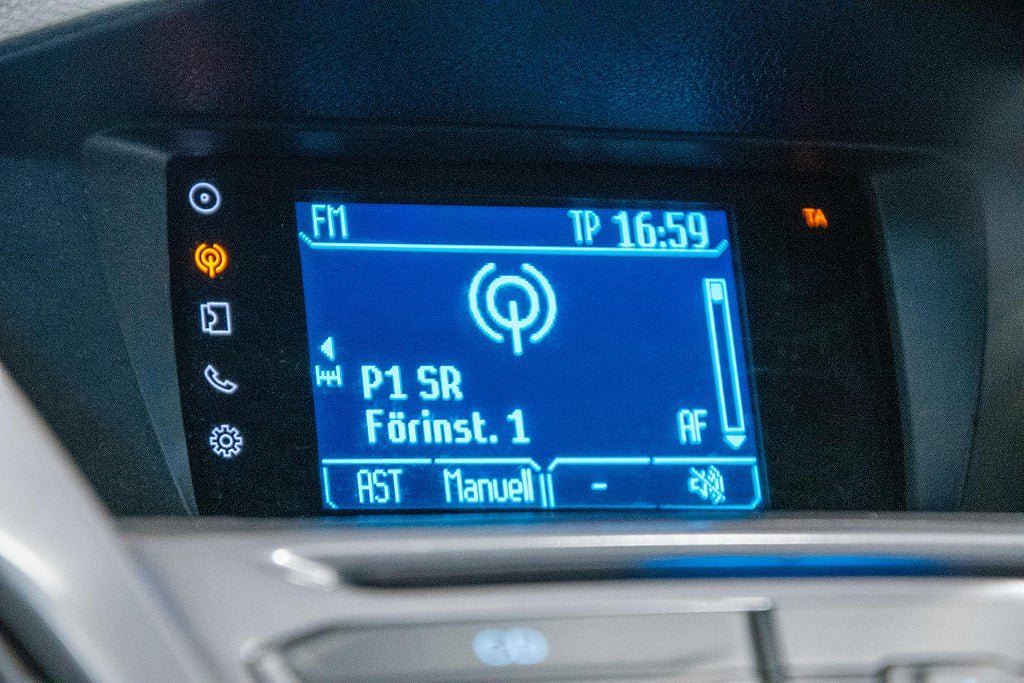 FM TP 16:59
TA
P1 SR
Förinst. 1 AF
AST Manuell -